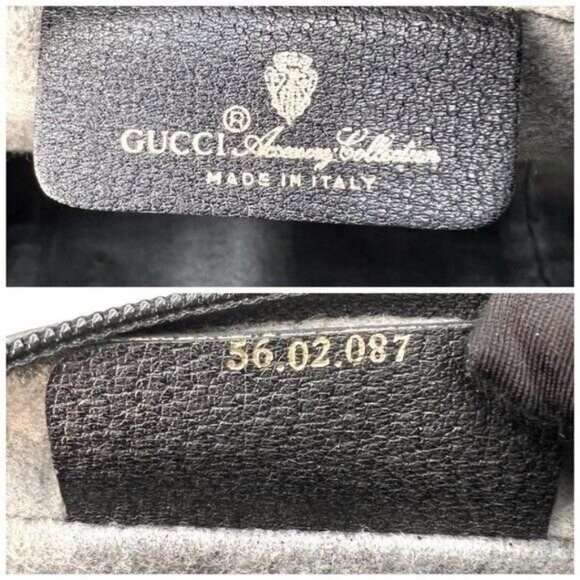 GUCCI® Accessory Collection
MADE IN ITALY
56.02.087